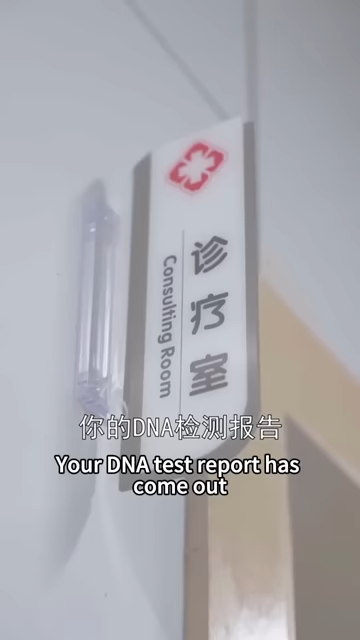 诊疗室
Consulting Room
你的DNA检测报告
Your DNA test report has
come out